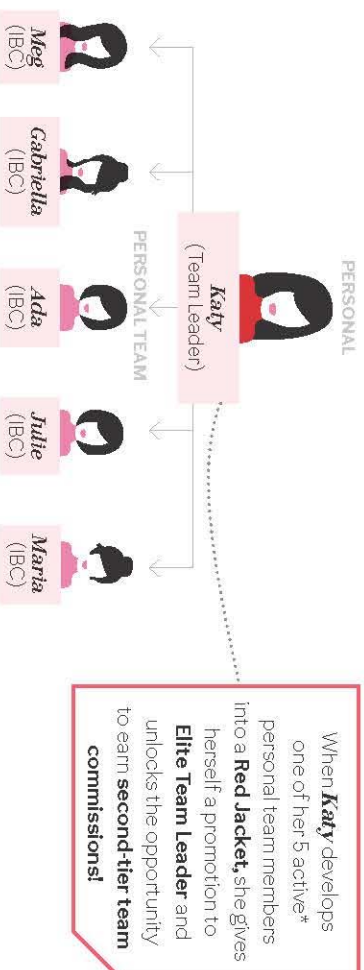 PERSONAL
Katy
(Team Leader)
PERSONAL TEAM
Meg
(IBC)
Gabriella
(IBC)
Ada
(IBC)
Julie
(IBC)
Maria
(IBC)
When Katy develops
one of her 5 active*
personal team members
into a Red Jacket, she gives
herself a promotion to
Elite Team Leader and
unlocks the opportunity
to earn second-tier team
commissions!